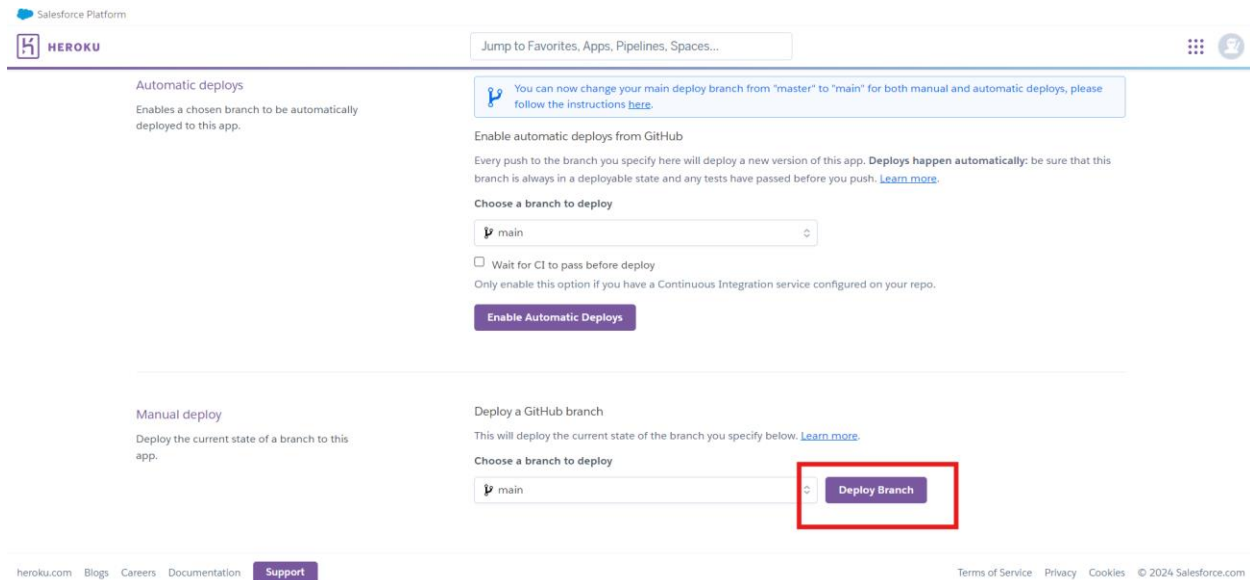 Salesforce Platform
HEROKU
Jump to Favorites, Apps, Pipelines, Spaces...
Automatic deploys
Enables a chosen branch to be automatically
deployed to this app.
You can now change your main deploy branch from "master" to "main" for both manual and automatic deploys, please
follow the instructions here.
Enable automatic deploys from GitHub
Every push to the branch you specify here will deploy a new version of this app. Deploys happen automatically: be sure that this
branch is always in a deployable state and any tests have passed before you push. Learn more.
Choose a branch to deploy
main
Wait for CI to pass before deploy
Only enable this option if you have a Continuous Integration service configured on your repo.
Enable Automatic Deploys
Manual deploy
Deploy the current state of a branch to this
app.
Deploy a GitHub branch
This will deploy the current state of the branch you specify below. Learn more.
Choose a branch to deploy
main
Deploy Branch
heroku.com Blogs Careers Documentation Support
Terms of Service Privacy Cookies © 2024 Salesforce.com